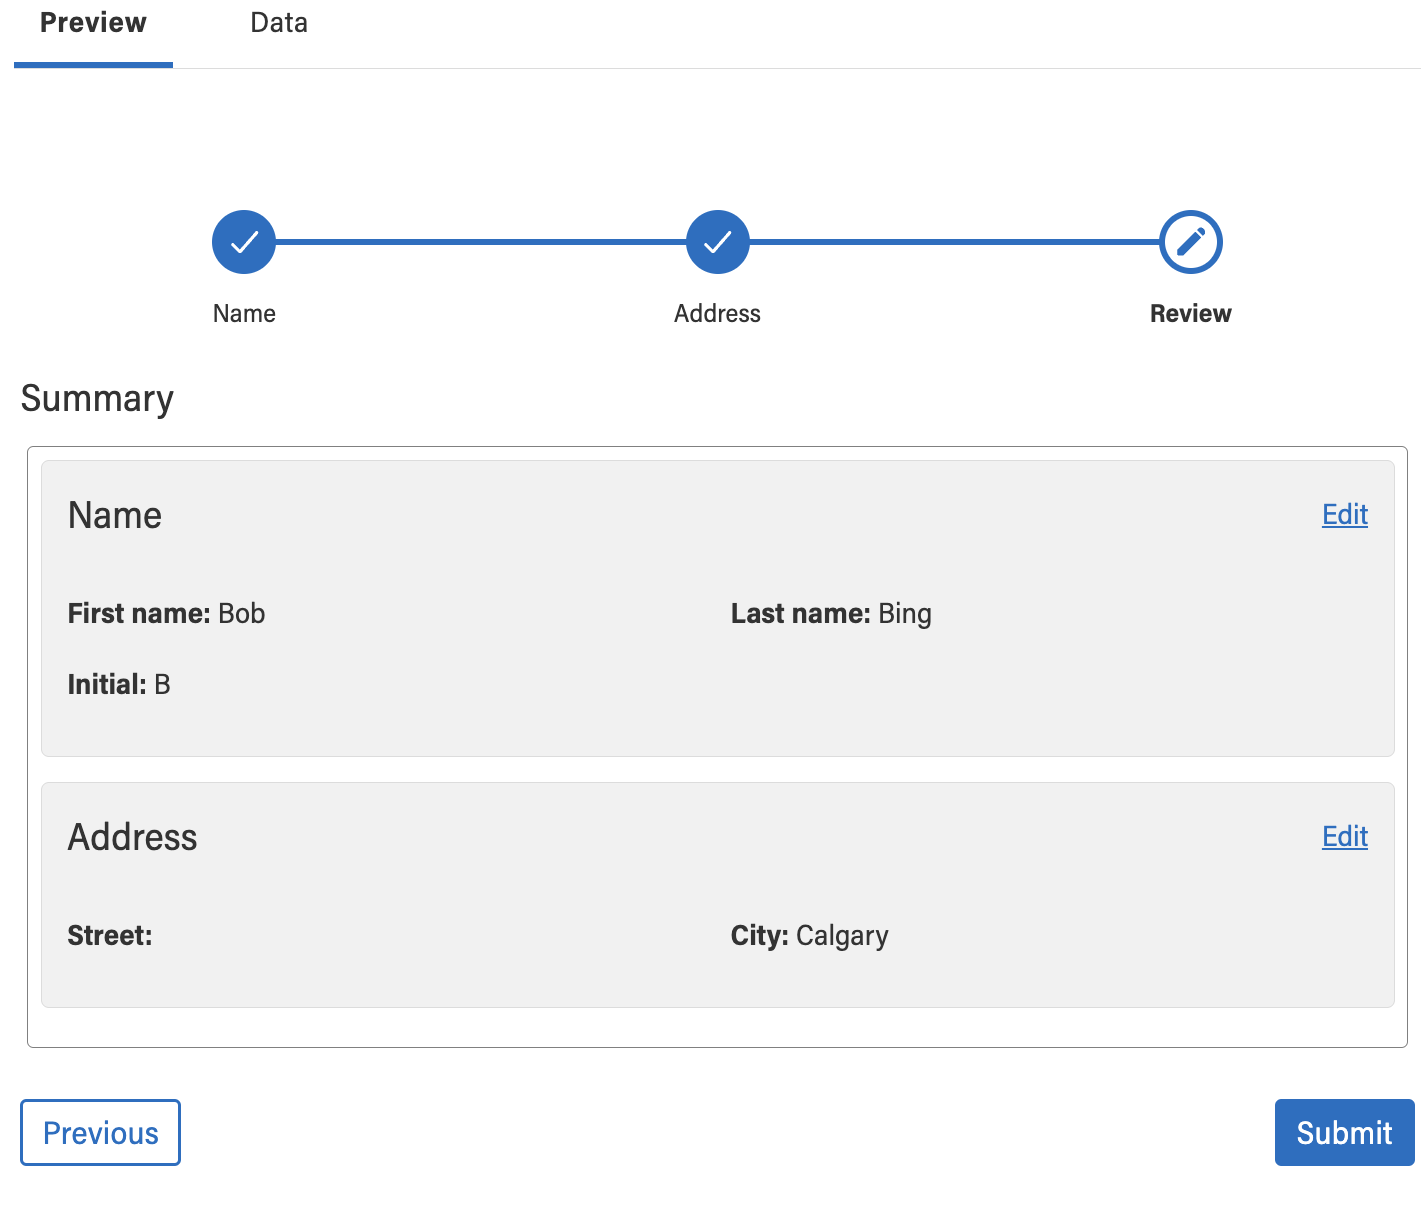 Preview Data
Name Address Review
Summary
Name Edit
First name: Bob Last name: Bing
Initial: B
Address Edit
Street: City: Calgary
Previous Submit